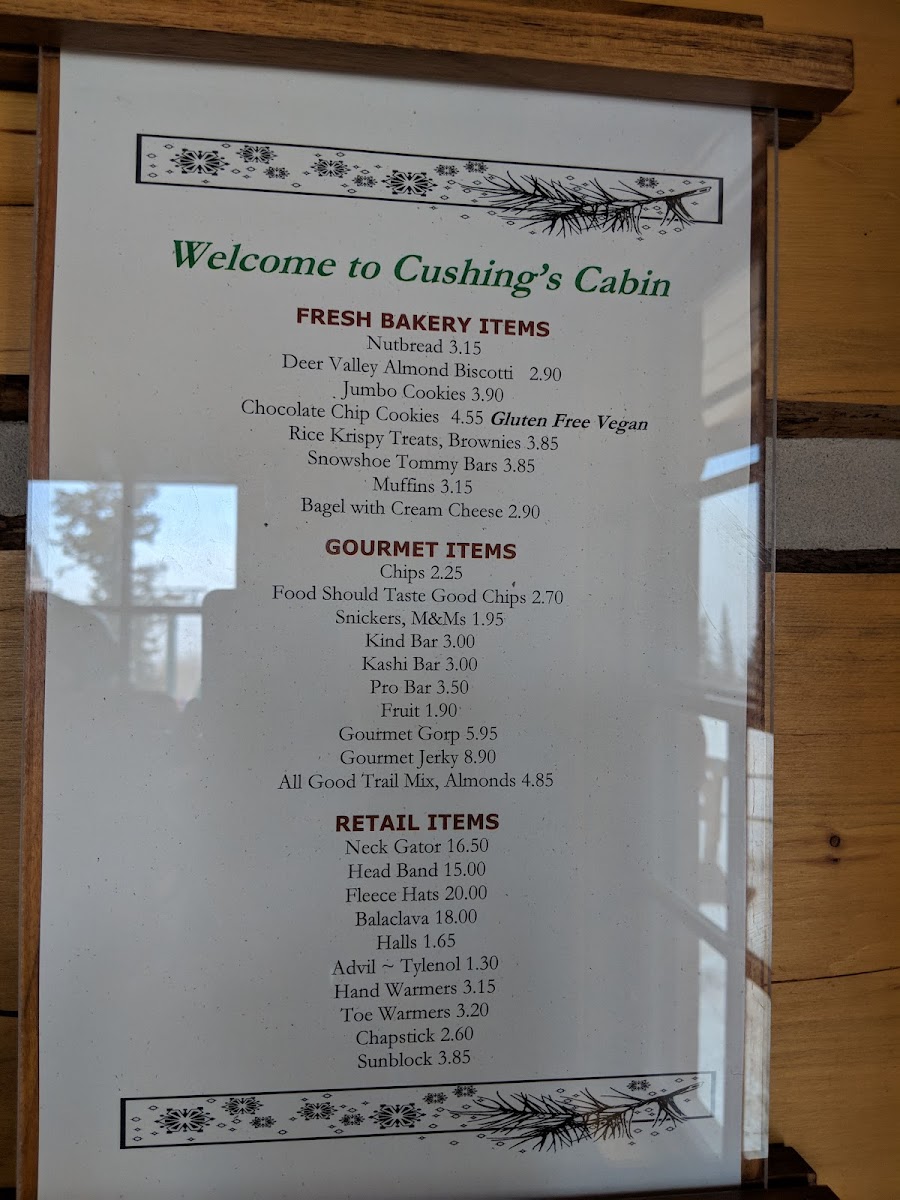 Welcome to Cushing's Cabin
FRESH BAKERY ITEMS
Nutbread 3.15
Deer Valley Almond Biscotti 2.90
Jumbo Cookies 3.90
Chocolate Chip Cookies 4.55 Gluten Free Vegan
Rice Krispy Treats, Brownies 3.85
Snowshoe Tommy Bars 3.85
Muffins 3.15
Bagel with Cream Cheese 2.90
GOURMET ITEMS
Chips 2.25
Food Should Taste Good Chips 2.70
Snickers, M&Ms 1.95
Kind Bar 3.00
Kashi Bar 3.00
Pro Bar 3.50
Fruit 1.90
Gourmet Gorp 5.95
Gourmet Jerky 8.90
All Good Trail Mix, Almonds 4.85
RETAIL ITEMS
Neck Gator 16.50
Head Band 15.00
Fleece Hats 20.00
Balaclava 18.00
Halls 1.65
Advil ~ Tylenol 1.30
Hand Warmers 3.15
Toe Warmers 3.20
Chapstick 2.60
Sunblock 3.85